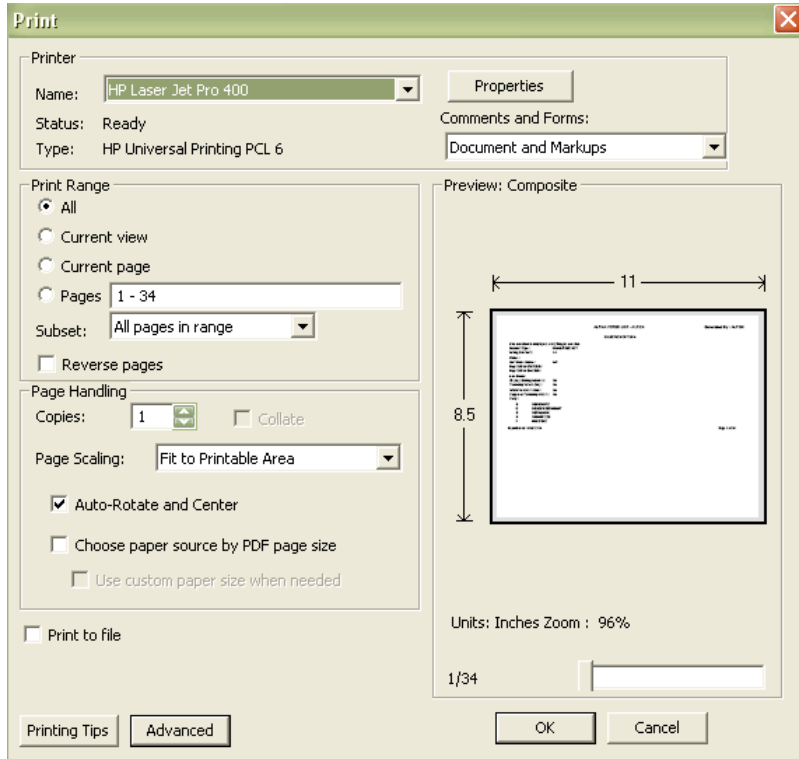 Print
Printer
Name: HP Laser Jet Pro 400
Properties
Status: Ready
Comments and Forms:
Type: HP Universal Printing PCL 6
Document and Markups
Print Range
All
Current view
Current page
Pages 1 - 34
Subset: All pages in range
Reverse pages
Page Handling
Copies: 1 Collate
Page Scaling: Fit to Printable Area
Auto-Rotate and Center
Choose paper source by PDF page size
Use custom paper size when needed
Print to file
Preview: Composite
11
8.5
Units: Inches Zoom : 96%
1/34
Printing Tips Advanced OK Cancel